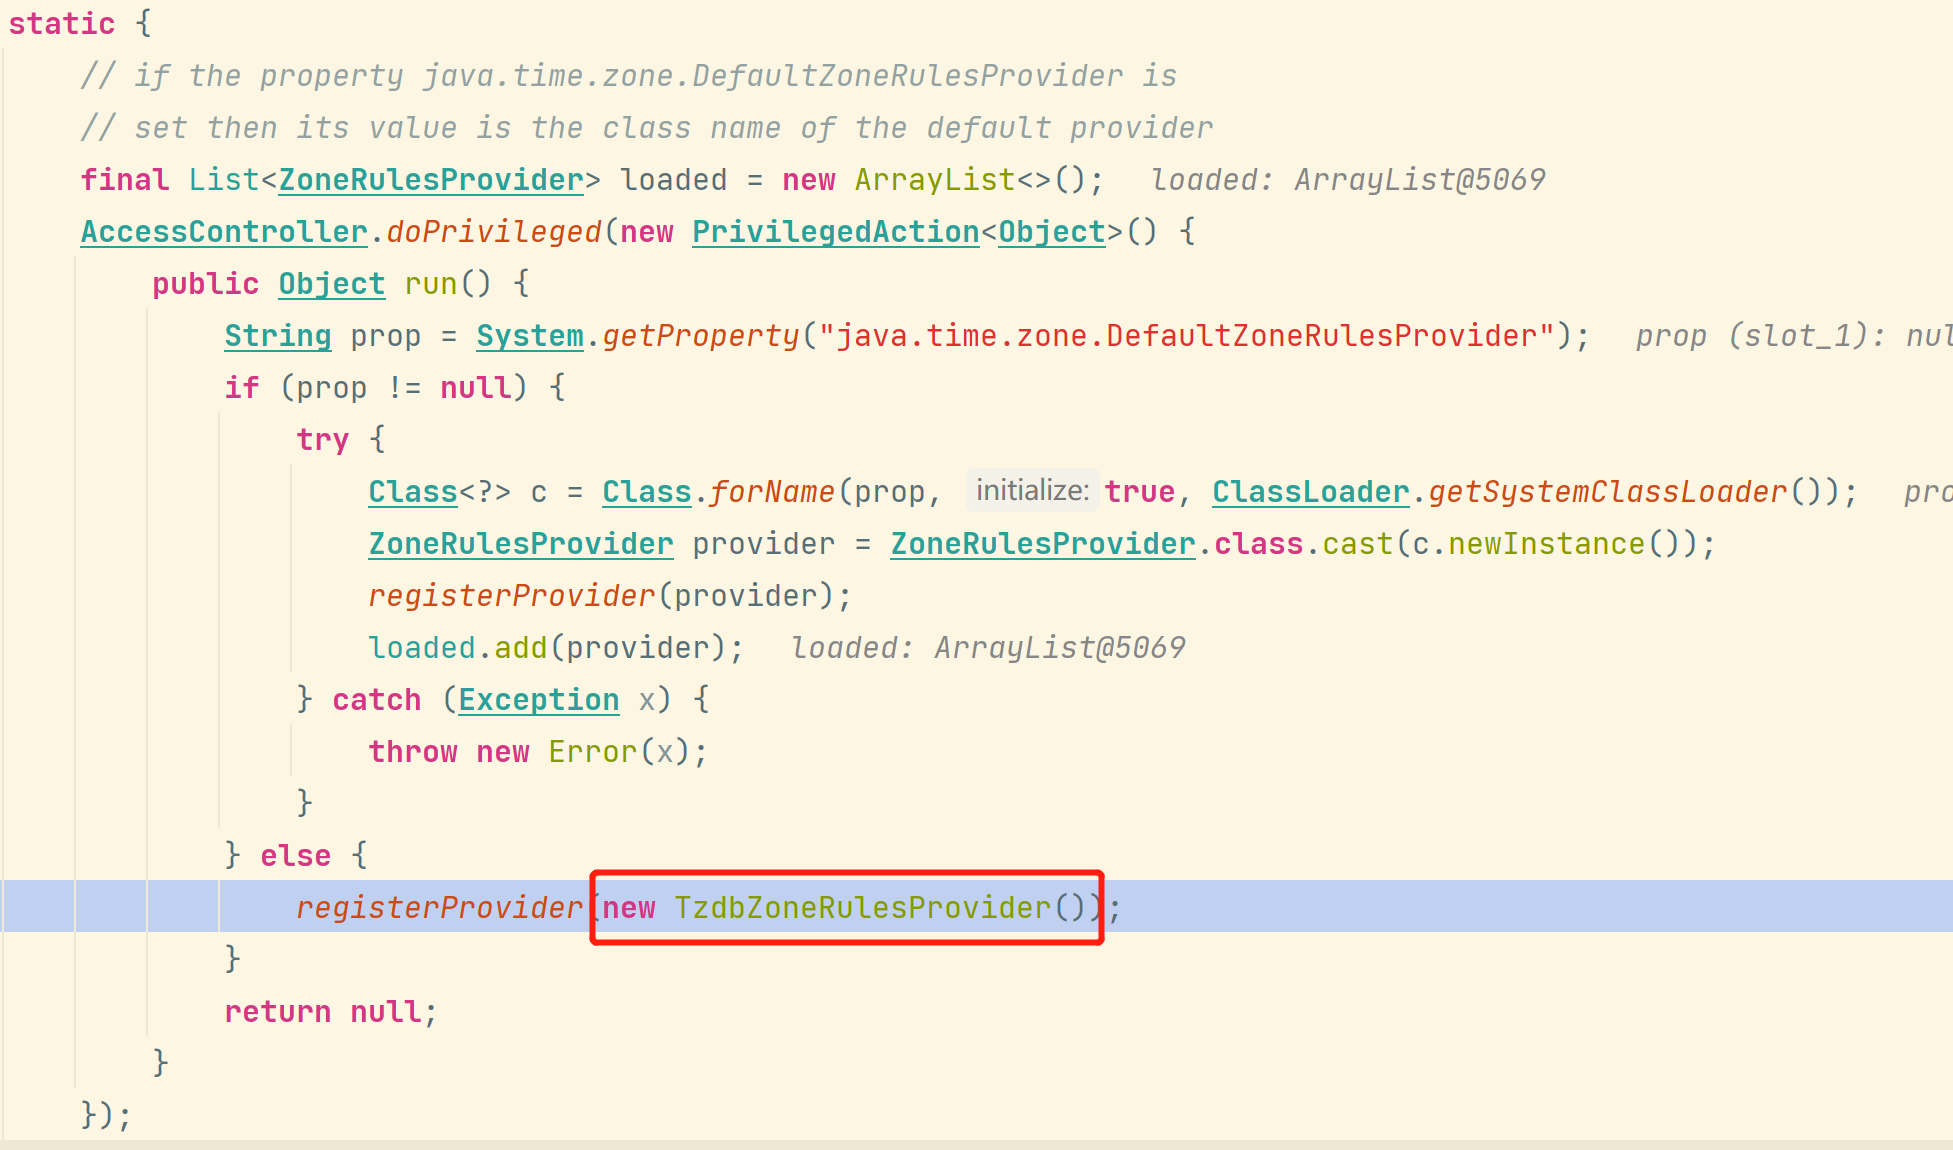 static {
// if the property java.time.zone.DefaultZoneRulesProvider is
// set then its value is the class name of the default provider
final List<ZoneRulesProvider> loaded = new ArrayList<>(); loaded: ArrayList@5069
AccessController.doPrivileged(new PrivilegedAction<Object>() {
public Object run() {
String prop = System.getProperty("java.time.zone.DefaultZoneRulesProvider"); prop (slot_1):
if (prop != null) {
try {
Class<?> c = Class.forName(prop, initialize: true, ClassLoader.getSystemClassLoader());
ZoneRulesProvider provider = ZoneRulesProvider.class.cast(c.newInstance());
registerProvider(provider);
loaded.add(provider); loaded: ArrayList@5069
} catch (Exception x) {
throw new Error(x);
}
} else {
registerProvider(new TzdbZoneRulesProvider());
}
return null;
}
});